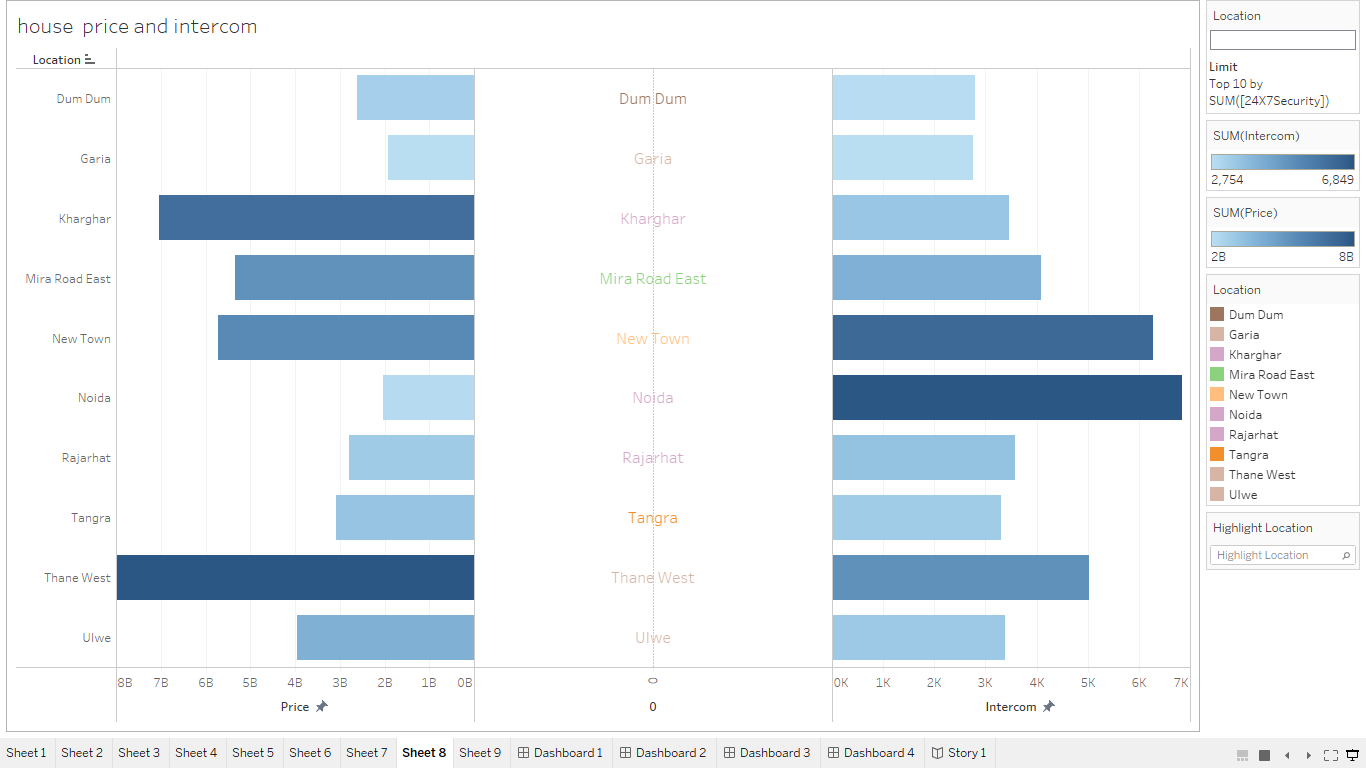 house  price and intercom
Location
Dum Dum
Garia
Kharghar
Mira Road East
New Town
Noida
Rajarhat
Tangra
Thane West
Ulwe
Dum Dum
Garia
Kharghar
Mira Road East
New Town
Noida
Rajarhat
Tangra
Thane West
Ulwe
8B 7B 6B 5B 4B 3B 2B 1B 0B
0
0K 1K 2K 3K 4K 5K 6K 7K
Price
0
Intercom
Location
Limit
Top 10 by
SUM([24X7Security])
SUM(Intercom)
2,754 6,849
SUM(Price)
2B 8B
Location
Dum Dum
Garia
Kharghar
Mira Road East
New Town
Noida
Rajarhat
Tangra
Thane West
Ulwe
Highlight Location
Highlight Location
Sheet 1 Sheet 2 Sheet 3 Sheet 4 Sheet 5 Sheet 6 Sheet 7 Sheet 8 Sheet 9 Dashboard 1 Dashboard 2 Dashboard 3 Dashboard 4 Story 1